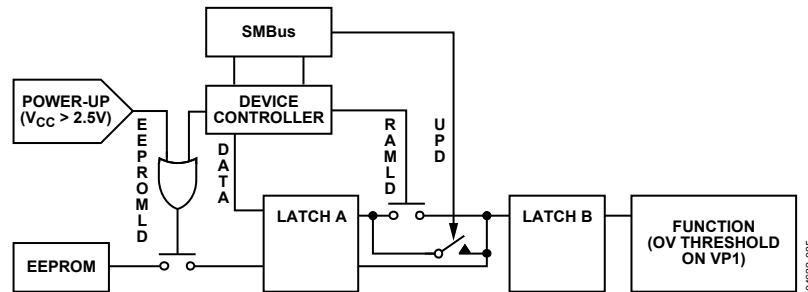 SMBus
POWER-UP
(VCC > 2.5V)
DEVICE
CONTROLLER
EEPROMLD
DATA
RAMLD
UPD
LATCH A
LATCH B
FUNCTION
(OV THRESHOLD
ON VP1)
EEPROM